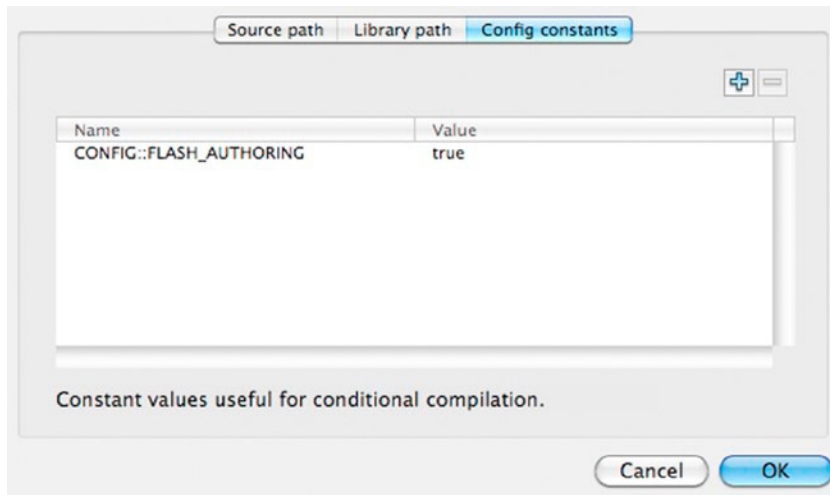 Source path Library path Config constants
Name Value
CONFIG::FLASH_AUTHORING true
Constant values useful for conditional compilation.
Cancel OK